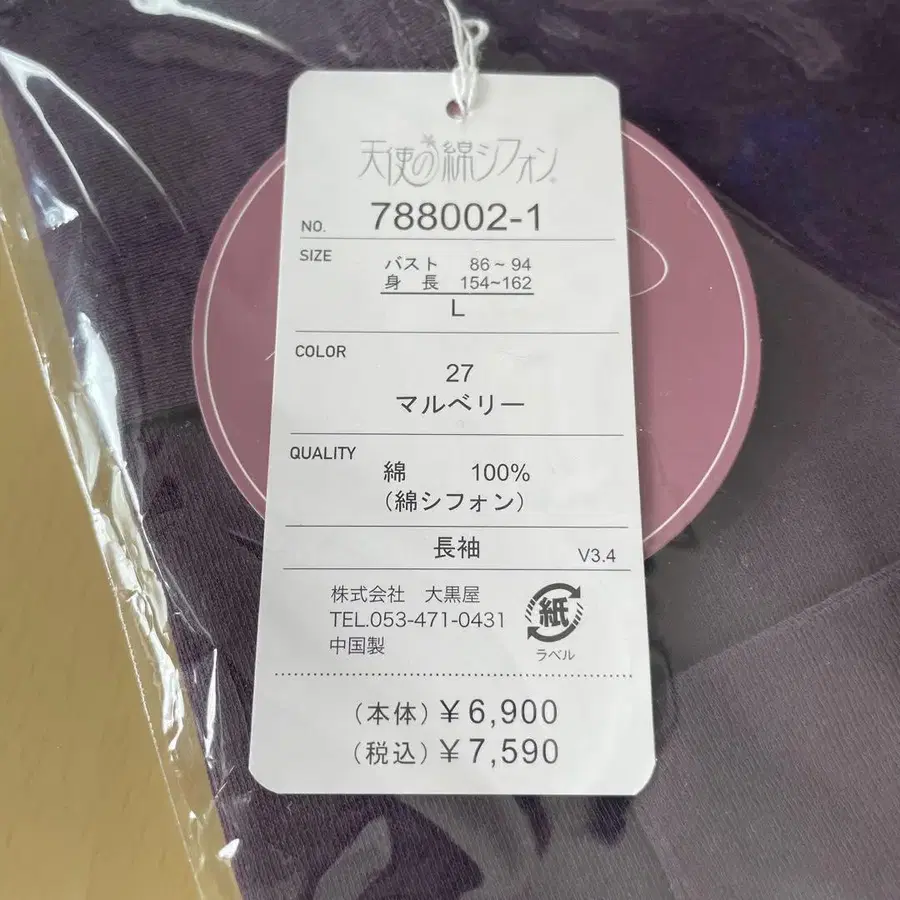 天使の綿シフォン®
NO. 788002-1
SIZE
バスト 86~94
身長 154~162
L
COLOR
27
マルベリー
QUALITY
綿 100%
(綿シフォン)
長袖 V3.4
株式会社 大黒屋
TEL.053-471-0431
中国製
紙
ラベル
(本体)¥6,900
(税込)¥7,590